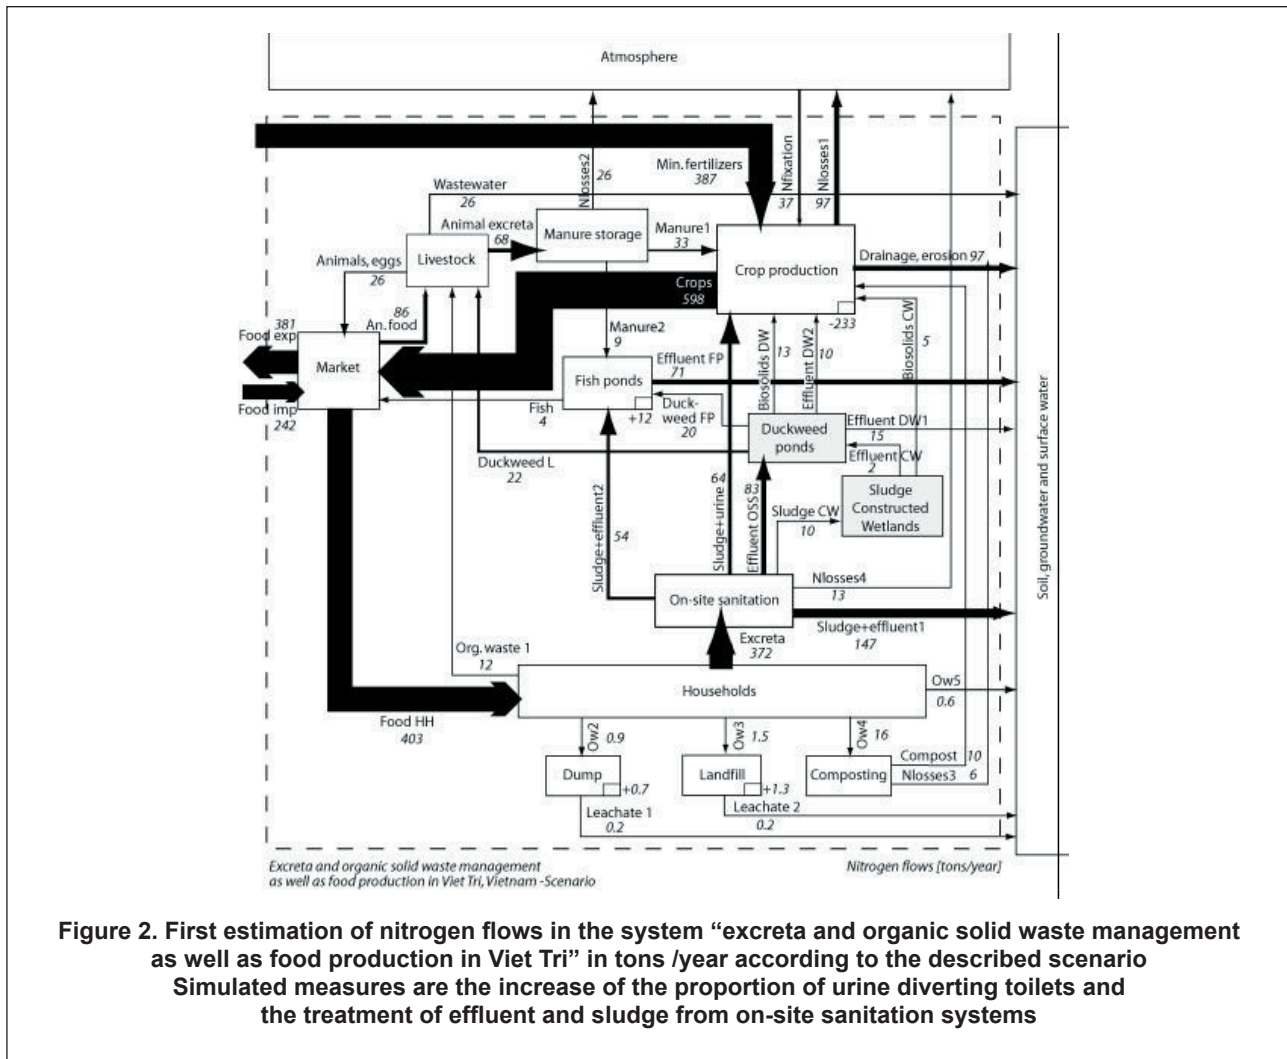 Atmosphere
Min. fertilizers
387
Nlosses2
26
Nfixation
37
Nlosses1
97
Wastewater
26
Animal excreta
68
Manure storage
Manure1
33
Livestock
Crop production
Drainage, erosion 97
Animals, eggs
26
Crops
598
-233
86
An. food
381
Food exp
Market
Food imp
242
Manure2
9
Biosolids DW
13
Effluent DW2
10
Biosolids CW
5
Effluent FP
71
Fish ponds
+12
Fish
4
Duck-
weed FP
20
Duckweed
ponds
Effluent DW1
15
Effluent CW
2
Duckweed L
22
Sludge+effluent2
54
Sludge+urine
64
Effluent OSS
83
Sludge CW
10
Sludge
Constructed
Wetlands
Soil, groundwater and surface water
On-site sanitation
Nlosses4
13
Sludge+effluent1
147
Excreta
372
Org. waste 1
12
Households
Ow5
0.6
Food HH
403
Ow2
0.9
Ow3
1.5
Ow4
16
Dump
+0.7
Landfill
+1.3
Composting
Compost 10
Nlosses3 6
Leachate 1
0.2
Leachate 2
0.2
Excreta and organic solid waste management
as well as food production in Viet Tri, Vietnam -Scenario
Nitrogen flows [tons/year]
Figure 2. First estimation of nitrogen flows in the system “excreta and organic solid waste management
as well as food production in Viet Tri” in tons /year according to the described scenario
Simulated measures are the increase of the proportion of urine diverting toilets and
the treatment of effluent and sludge from on-site sanitation systems